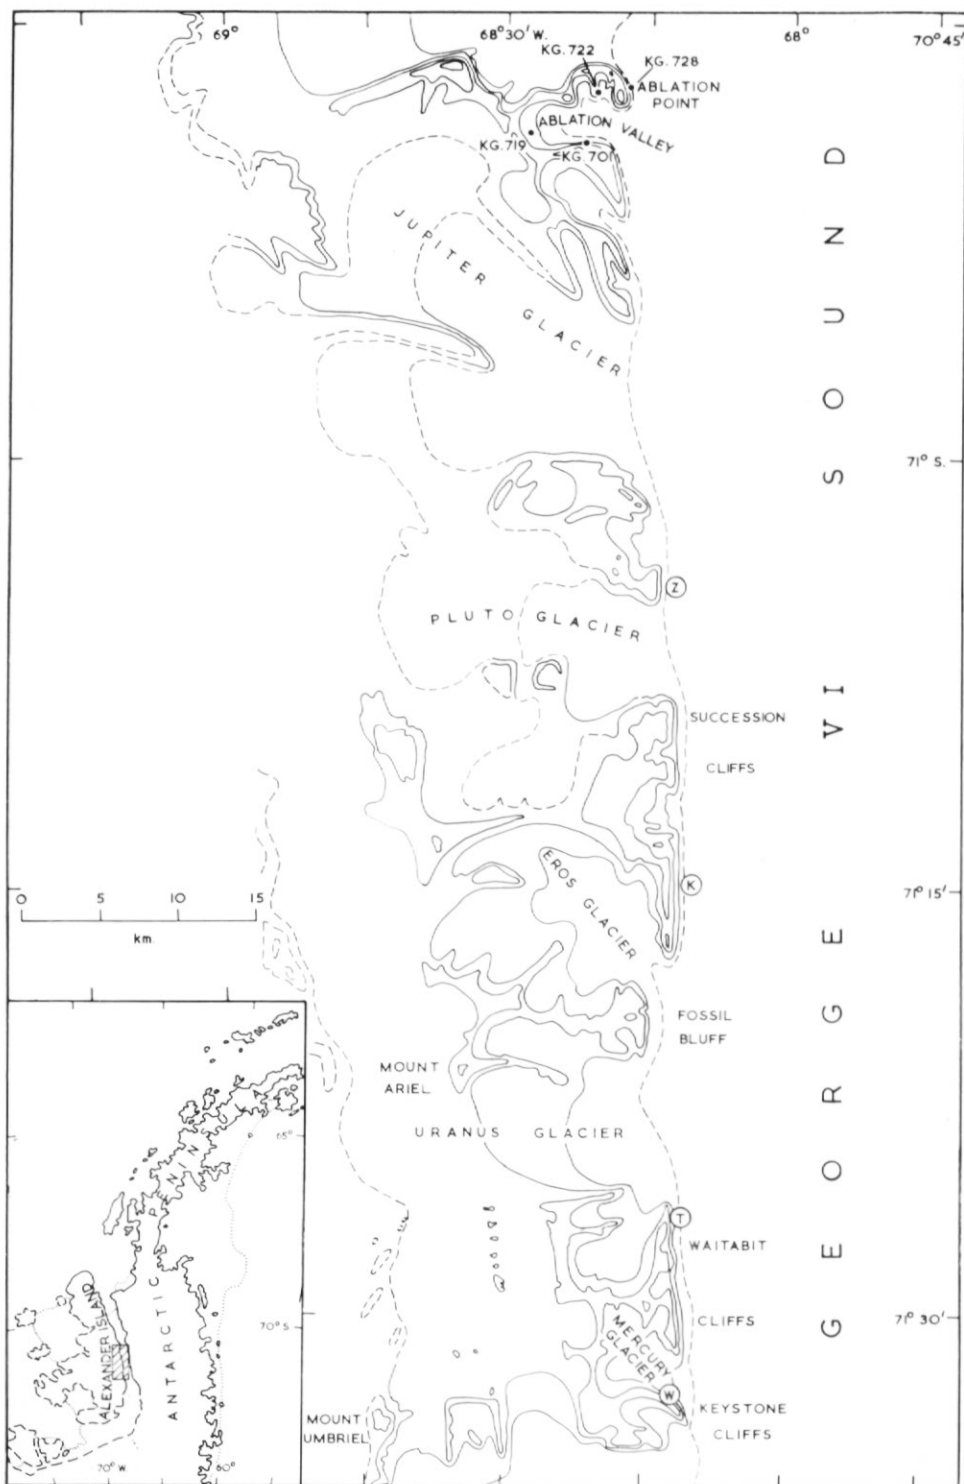 69°
68°30'W.
68°
70°45'
KG.722
KG.728
ABLATION
POINT
ABLATION VALLEY
KG.719
KG.701
JUPITER GLACIER
71° S.
Z
PLUTO GLACIER
SUCCESSION
CLIFFS
EROS GLACIER
K
71°15'
0 5 10 15
km.
FOSSIL
BLUFF
MOUNT
ARIEL
URANUS GLACIER
T
WAITABIT
CLIFFS
71°30'
MERCURY
GLACIER
W
KEYSTONE
CLIFFS
MOUNT
UMBRIEL
GEORGE VI SOUND
65°
70°S
ALEXANDER ISLAND
ANTARCTIC PENIN
70°W.
60°